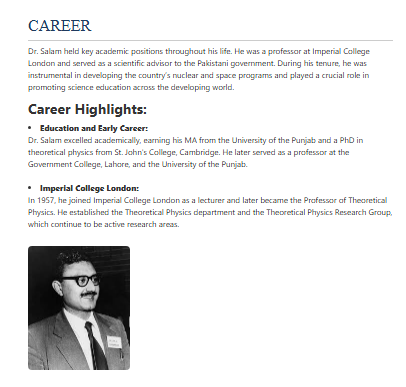 CAREER
Dr. Salam held key academic positions throughout his life. He was a professor at Imperial College
London and served as a scientific advisor to the Pakistani government. During his tenure, he was
instrumental in developing the country's nuclear and space programs and played a crucial role in
promoting science education across the developing world.
Career Highlights:
• Education and Early Career:
Dr. Salam excelled academically, earning his MA from the University of the Punjab and a PhD in
theoretical physics from St. John's College, Cambridge. He later served as a professor at the
Government College, Lahore, and the University of the Punjab.
• Imperial College London:
In 1957, he joined Imperial College London as a lecturer and later became the Professor of Theoretical
Physics. He established the Theoretical Physics department and the Theoretical Physics Research Group,
which continue to be active research areas.